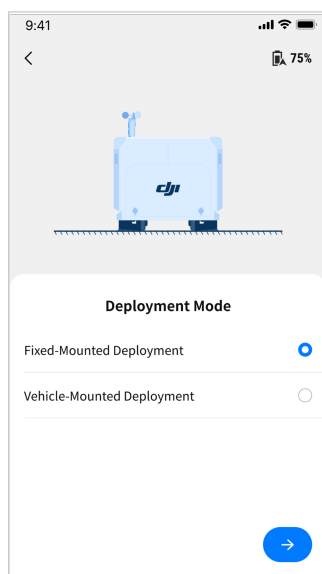 9:41
75%
dji
Deployment Mode
Fixed-Mounted Deployment
Vehicle-Mounted Deployment